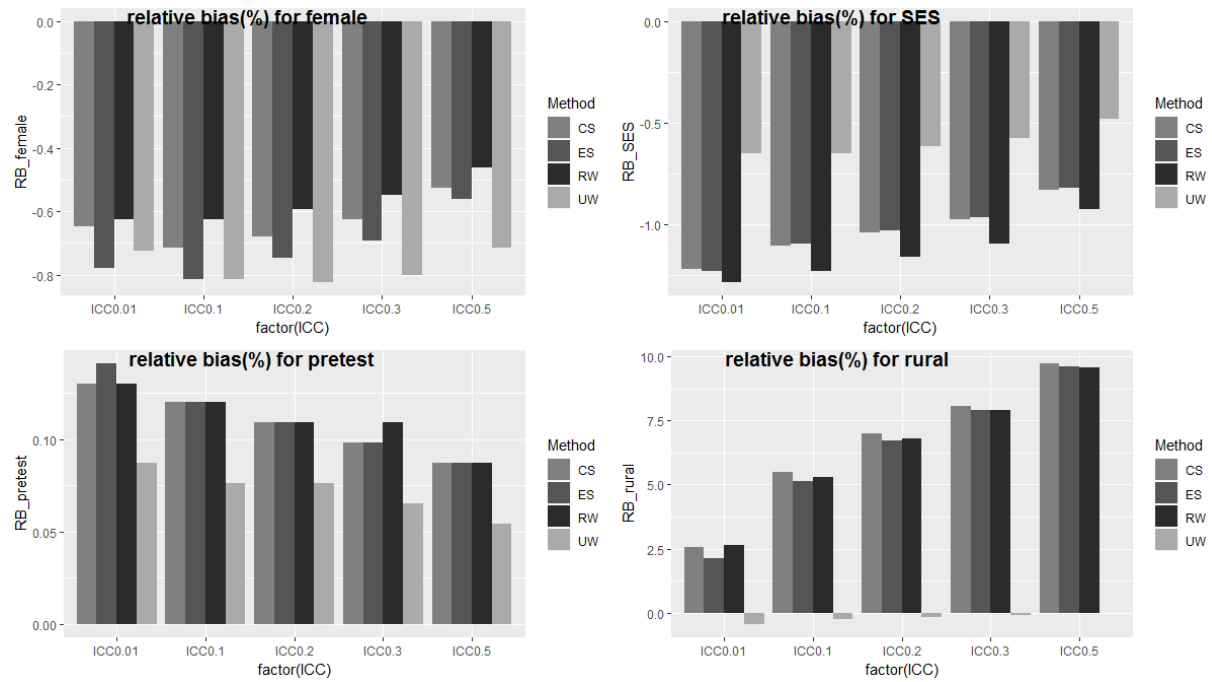 relative bias(%) for female
0.0
-0.2
-0.4
-0.6
-0.8
RB_female
ICC0.01 ICC0.1 ICC0.2 ICC0.3 ICC0.5
factor(ICC)
Method
CS
ES
RW
UW
relative bias(%) for SES
0.0
-0.5
-1.0
RB_SES
ICC0.01 ICC0.1 ICC0.2 ICC0.3 ICC0.5
factor(ICC)
Method
CS
ES
RW
UW
relative bias(%) for pretest
0.10
0.05
0.00
RB_pretest
ICC0.01 ICC0.1 ICC0.2 ICC0.3 ICC0.5
factor(ICC)
Method
CS
ES
RW
UW
relative bias(%) for rural
10.0
7.5
5.0
2.5
0.0
RB_rural
ICC0.01 ICC0.1 ICC0.2 ICC0.3 ICC0.5
factor(ICC)
Method
CS
ES
RW
UW